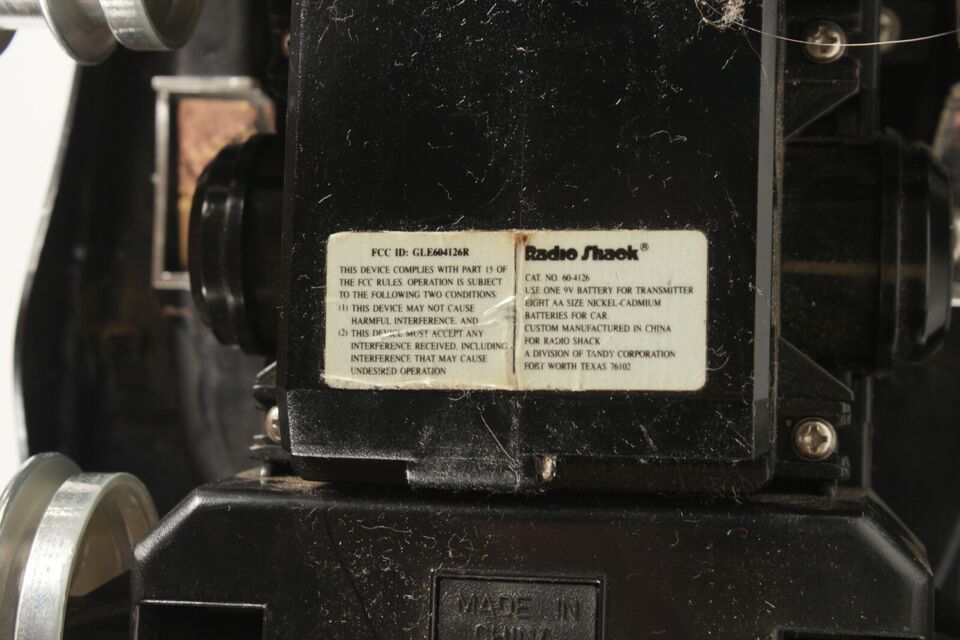 FCC ID: GLE604126R
THIS DEVICE COMPLIES WITH PART 15 OF
THE FCC RULES. OPERATION IS SUBJECT
TO THE FOLLOWING TWO CONDITIONS:
(1) THIS DEVICE MAY NOT CAUSE
HARMFUL INTERFERENCE, AND
(2) THIS DEVICE MUST ACCEPT ANY
INTERFERENCE RECEIVED, INCLUDING
INTERFERENCE THAT MAY CAUSE
UNDESIRED OPERATION
Radio Shack®
CAT. NO. 60-4126
USE ONE 9V BATTERY FOR TRANSMITTER
EIGHT AA SIZE NICKEL-CADMIUM
BATTERIES FOR CAR.
CUSTOM MANUFACTURED IN CHINA
FOR RADIO SHACK
A DIVISION OF TANDY CORPORATION
FORT WORTH TEXAS 76102
MADE IN
CHINA